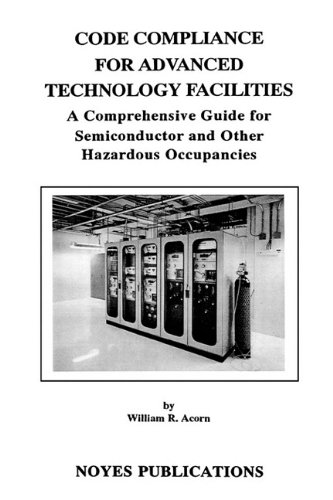 CODE COMPLIANCE
FOR ADVANCED
TECHNOLOGY FACILITIES
A Comprehensive Guide for
Semiconductor and Other
Hazardous Occupancies
by
William R. Acorn
NOYES PUBLICATIONS